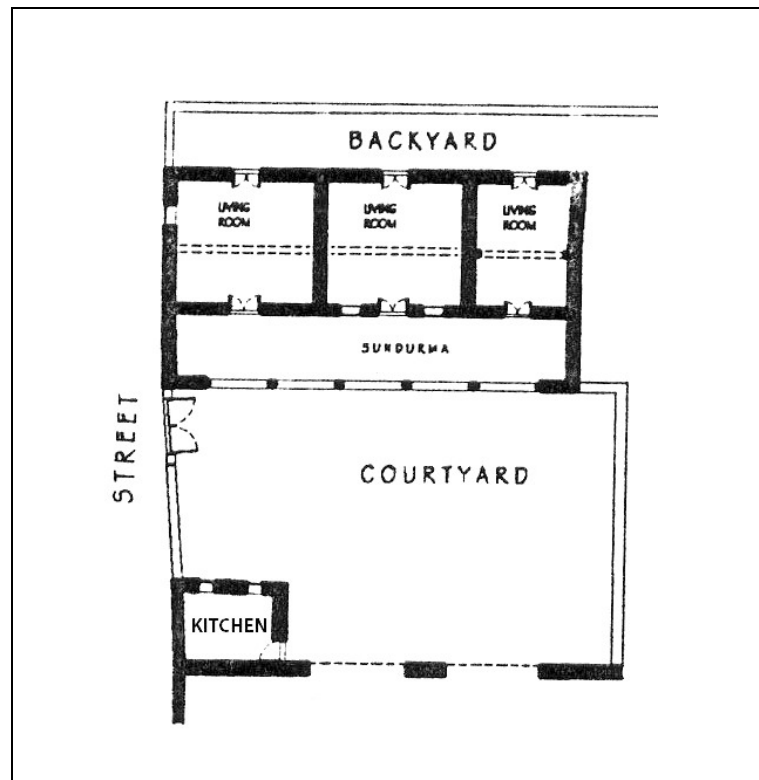 BACKYARD
LIVING
ROOM
LIVING
ROOM
LIVING
ROOM
SUNDURMA
STREET
COURTYARD
KITCHEN